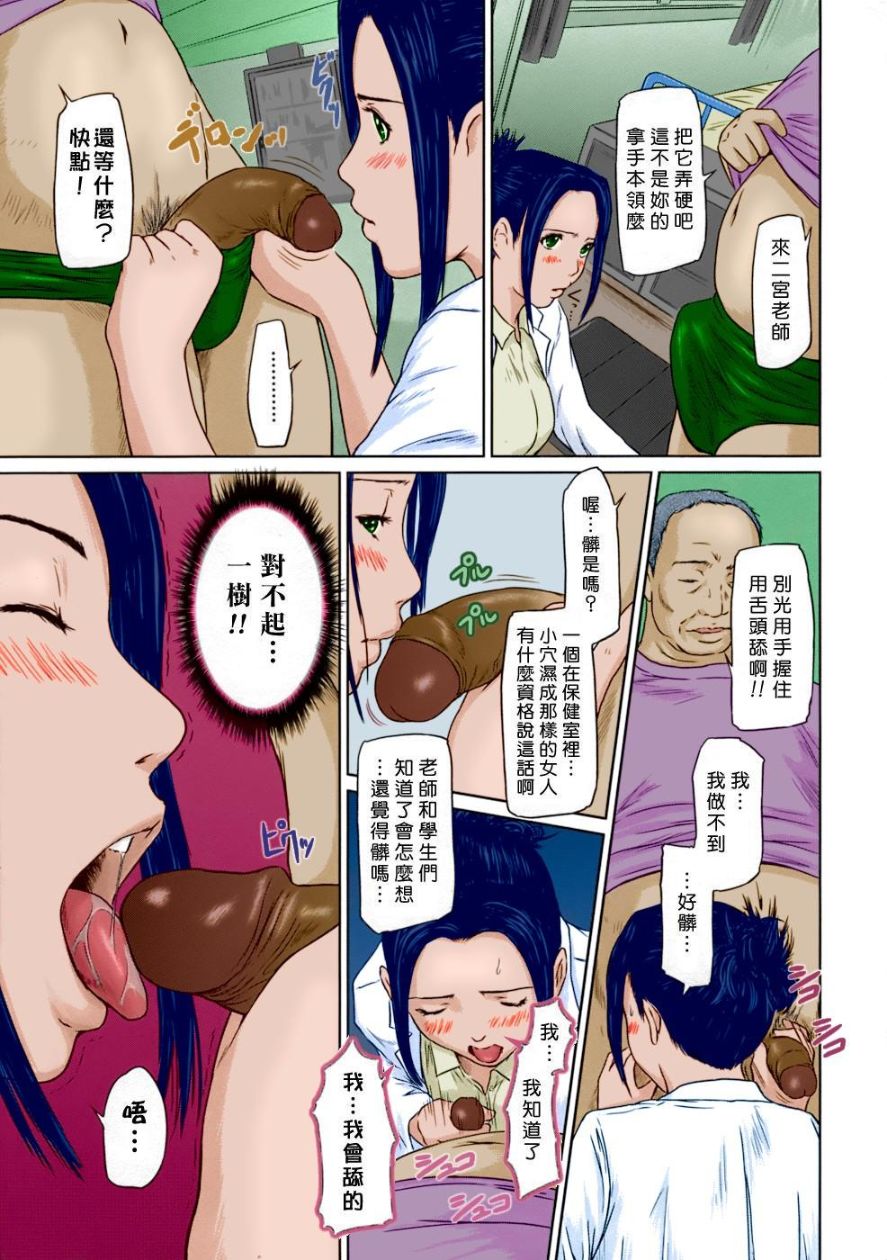 來二宮老師
把它弄硬吧
這不是妳的
拿手本領麼
ビクッ
デロンッッ
還等什麼？
快點！
………
別光用手握住
用舌頭舔啊!!
我…
我做不到
…好髒…
シュコ
シュコ
喔…髒是嗎？
一個在保健室裡…
小穴濕成那樣的女人
有什麼資格說這話啊
プル
プル
老師和學生們
知道了會怎麼想
…還覺得髒嗎…
我…
我知道了
我…我會舔的
シュコ
シュコ
對不起…
一樹!!
ピクッ
唔…